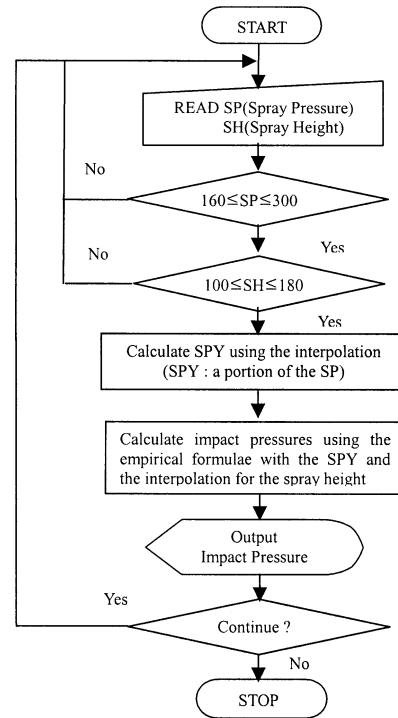 START
READ SP(Spray Pressure)
SH(Spray Height)
No
160≤SP≤300
Yes
No
100≤SH≤180
Yes
Calculate SPY using the interpolation
(SPY : a portion of the SP)
Calculate impact pressures using the
empirical formulae with the SPY and
the interpolation for the spray height
Output
Impact Pressure
Yes
Continue ?
No
STOP